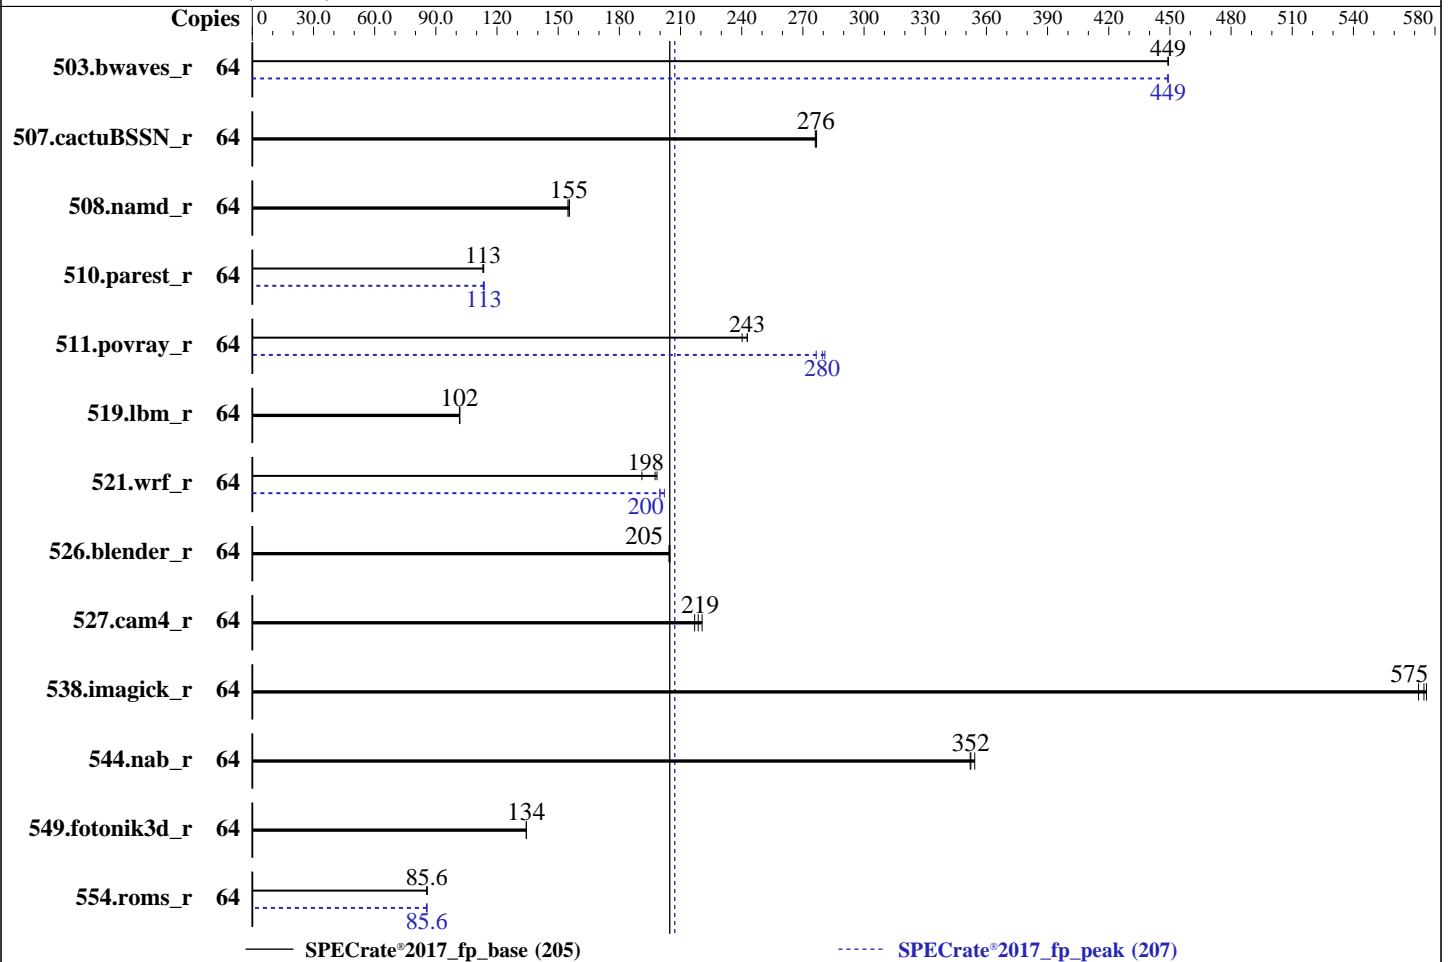 Copies 0 30.0 60.0 90.0 120 150 180 210 240 270 300 330 360 390 420 450 480 510 540 580
503.bwaves_r 64 449
449
507.cactuBSSN_r 64 276
508.namd_r 64 155
510.parest_r 64 113
113
511.povray_r 64 243
280
519.lbm_r 64 102
521.wrf_r 64 198
200
526.blender_r 64 205
527.cam4_r 64 219
538.imagick_r 64 575
544.nab_r 64 352
549.fotonik3d_r 64 134
554.roms_r 64 85.6
85.6
SPECrate®2017_fp_base (205) SPECrate®2017_fp_peak (207)